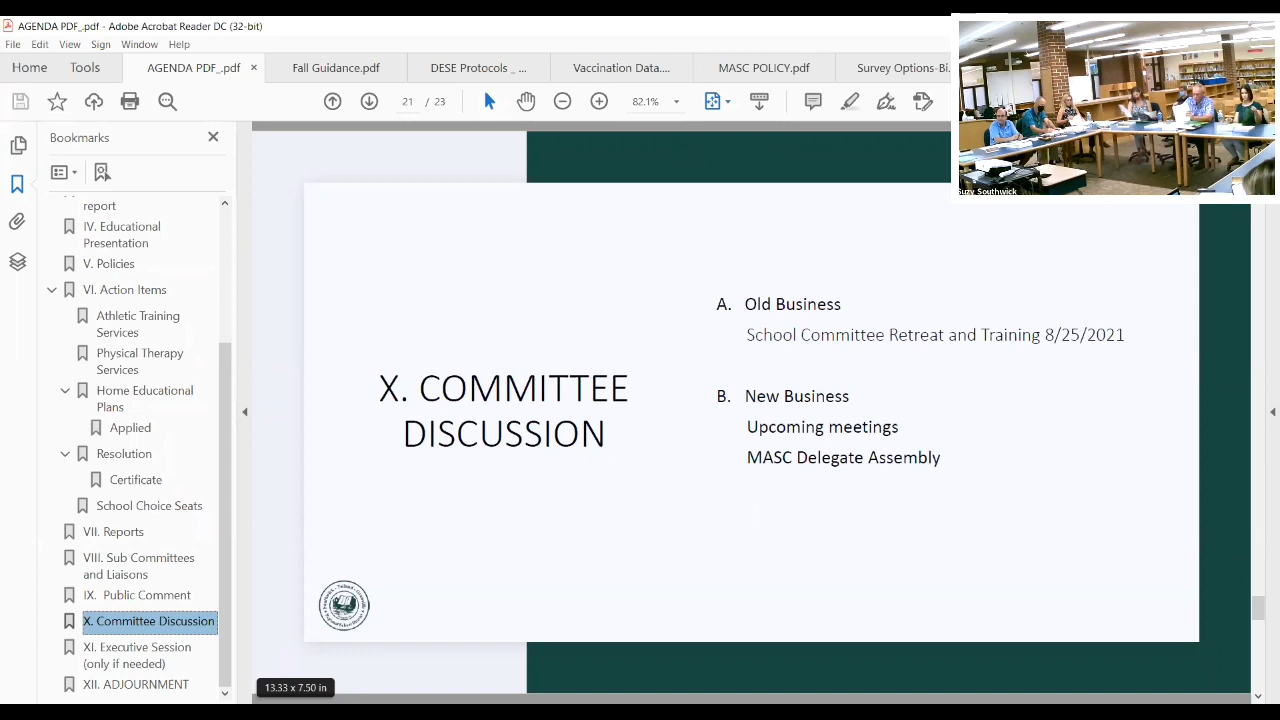 AGENDA PDF_.pdf - Adobe Acrobat Reader DC (32-bit)
File Edit View Sign Window Help
Home Tools AGENDA PDF_.pdf × Fall Guidance.pdf DESE Protocols Vaccination Data.... MASC POLICY.pdf Survey Options-Bi...
21 / 23 82.1%
Bookmarks
report
IV. Educational
Presentation
V. Policies
VI. Action Items
Athletic Training
Services
Physical Therapy
Services
Home Educational
Plans
Applied
Resolution
Certificate
School Choice Seats
VII. Reports
VIII. Sub Committees
and Liaisons
IX. Public Comment
X. Committee Discussion
XI. Executive Session
(only if needed)
XII. ADJOURNMENT
13.33 x 7.50 in
X. COMMITTEE
DISCUSSION
A. Old Business
School Committee Retreat and Training 8/25/2021
B. New Business
Upcoming meetings
MASC Delegate Assembly
Suzy Southwick